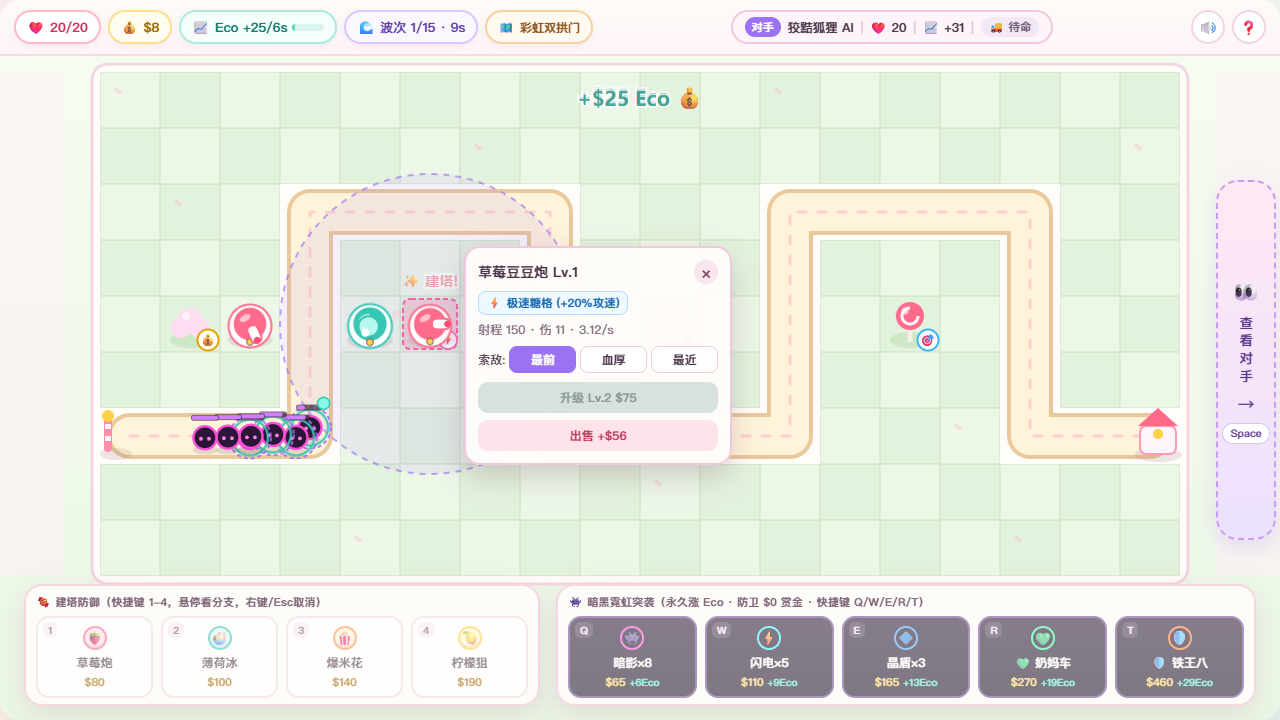 20/20
$8
Eco +25/6s
波次 1/15 · 9s
彩虹双拱门
对手 狡黠狐狸 AI | 20 | +31 | 待命
+$25 Eco
建塔!
草莓豆豆炮 Lv.1
×
极速糖格 (+20%攻速)
射程 150 · 伤 11 · 3.12/s
索敌: 最前 血厚 最近
升级 Lv.2 $75
出售 +$56
查看对手
→
Space
建塔防御（快捷键 1–4，悬停看分支，右键/Esc取消）
1
草莓炮
$80
2
薄荷冰
$100
3
爆米花
$140
4
柠檬狙
$190
暗黑霓虹突袭（永久涨 Eco · 防卫 $0 赏金 · 快捷键 Q/W/E/R/T）
Q
暗影x8
$65 +6Eco
W
闪电x5
$110 +9Eco
E
晶盾x3
$165 +13Eco
R
奶妈车
$270 +19Eco
T
铁王八
$460 +29Eco